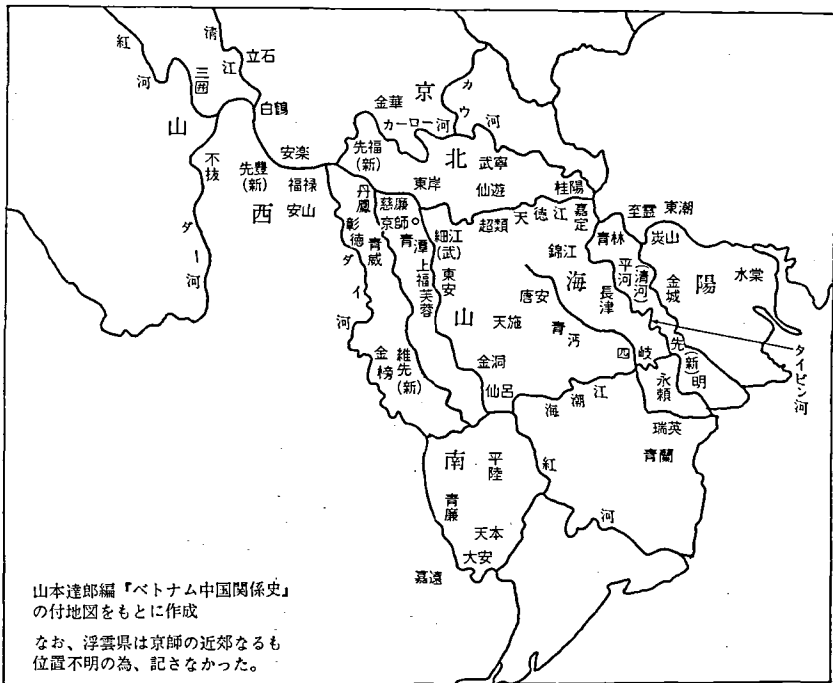 紅河
清江
立石
三囲
白鶴
山西
不抜
先豊
(新)
安楽
福禄
安山
ダー河
京北
カウ河
金華
カーロー河
先福
(新)
武寧
東岸
仙遊
桂陽
丹鳳
慈廉
京師
彰徳
青威
青潭
上福
芙蓉
ダイ河
超類
天徳江
嘉定
細江
(武)
東安
錦江
至霊
東潮
青林
炭山
平河
(清河)
金城
水棠
海陽
長津
唐安
青沔
山南
天施
金洞
仙呂
四岐
先(新)明
永頼
タイピン河
金榜
維先
(新)
海潮江
瑞英
青蘭
平陸
紅河
青廉
天本
大安
嘉遠
山本達郎編『ベトナム中国関係史』
の付地図をもとに作成
なお、浮雲県は京師の近郊なるも
位置不明の為、記さなかった。